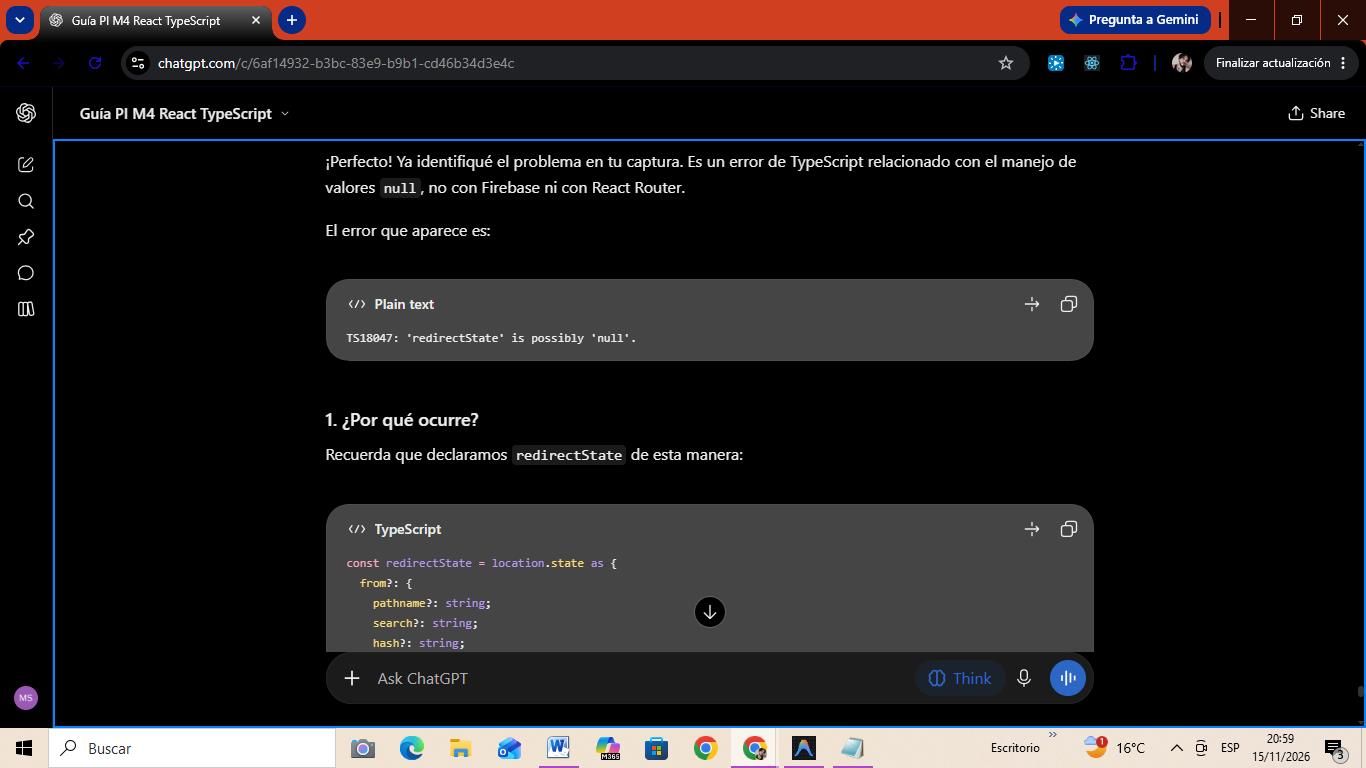 Guía PI M4 React TypeScript
Pregunta a Gemini
chatgpt.com/c/6af14932-b3bc-83e9-b9b1-cd46b34d3e4c
Finalizar actualización
Guía PI M4 React TypeScript
Share
¡Perfecto! Ya identifiqué el problema en tu captura. Es un error de TypeScript relacionado con el manejo de
valores null, no con Firebase ni con React Router.
El error que aparece es:
Plain text
TS18047: 'redirectState' is possibly 'null'.
1. ¿Por qué ocurre?
Recuerda que declaramos redirectState de esta manera:
TypeScript
const redirectState = location.state as {
from?: {
pathname?: string;
search?: string;
hash?: string;
Ask ChatGPT
Think
MS
Buscar
M365
Escritorio
1
16°C
ESP
20:59
15/11/2026
3